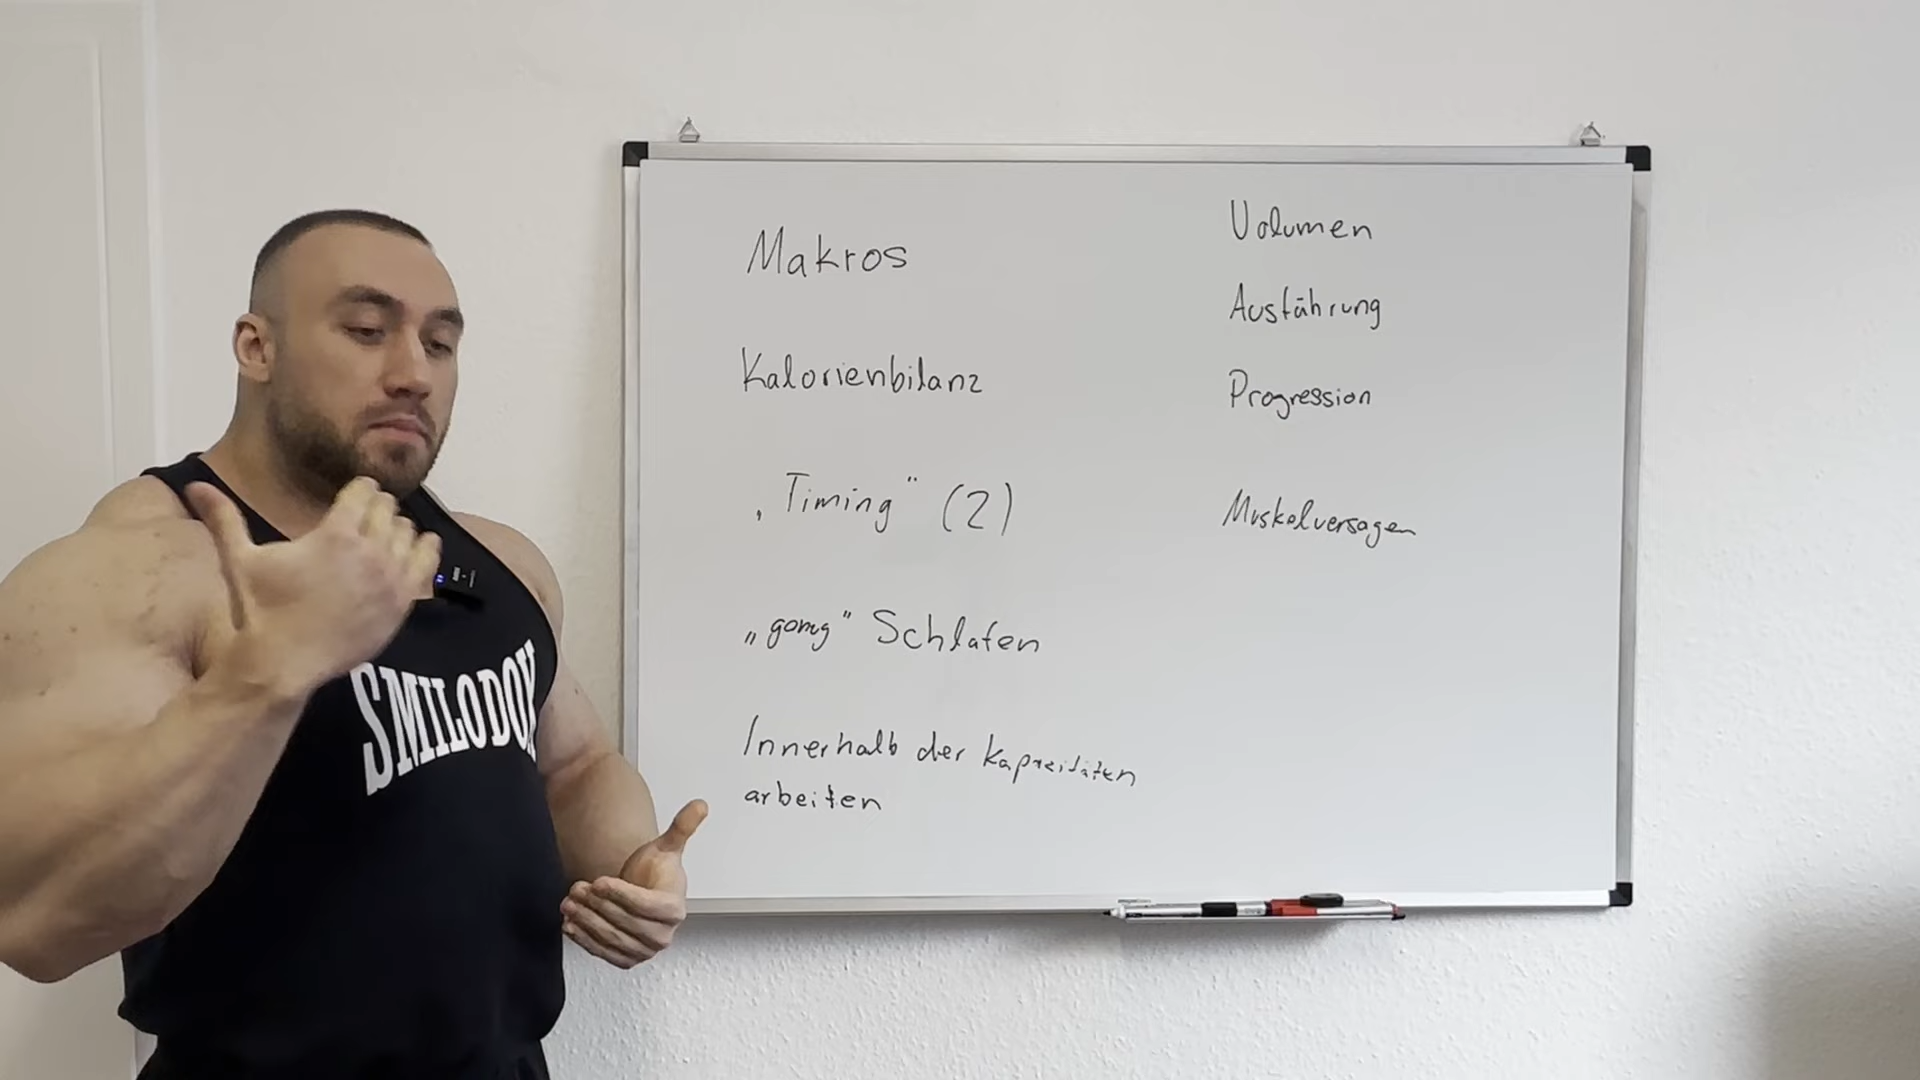 Makros
Kalorienbilanz
„Timing" (2)
„genug" Schlafen
Innerhalb der Kapazitäten
arbeiten
Volumen
Ausführung
Progression
Muskelversagen
SMILODOX